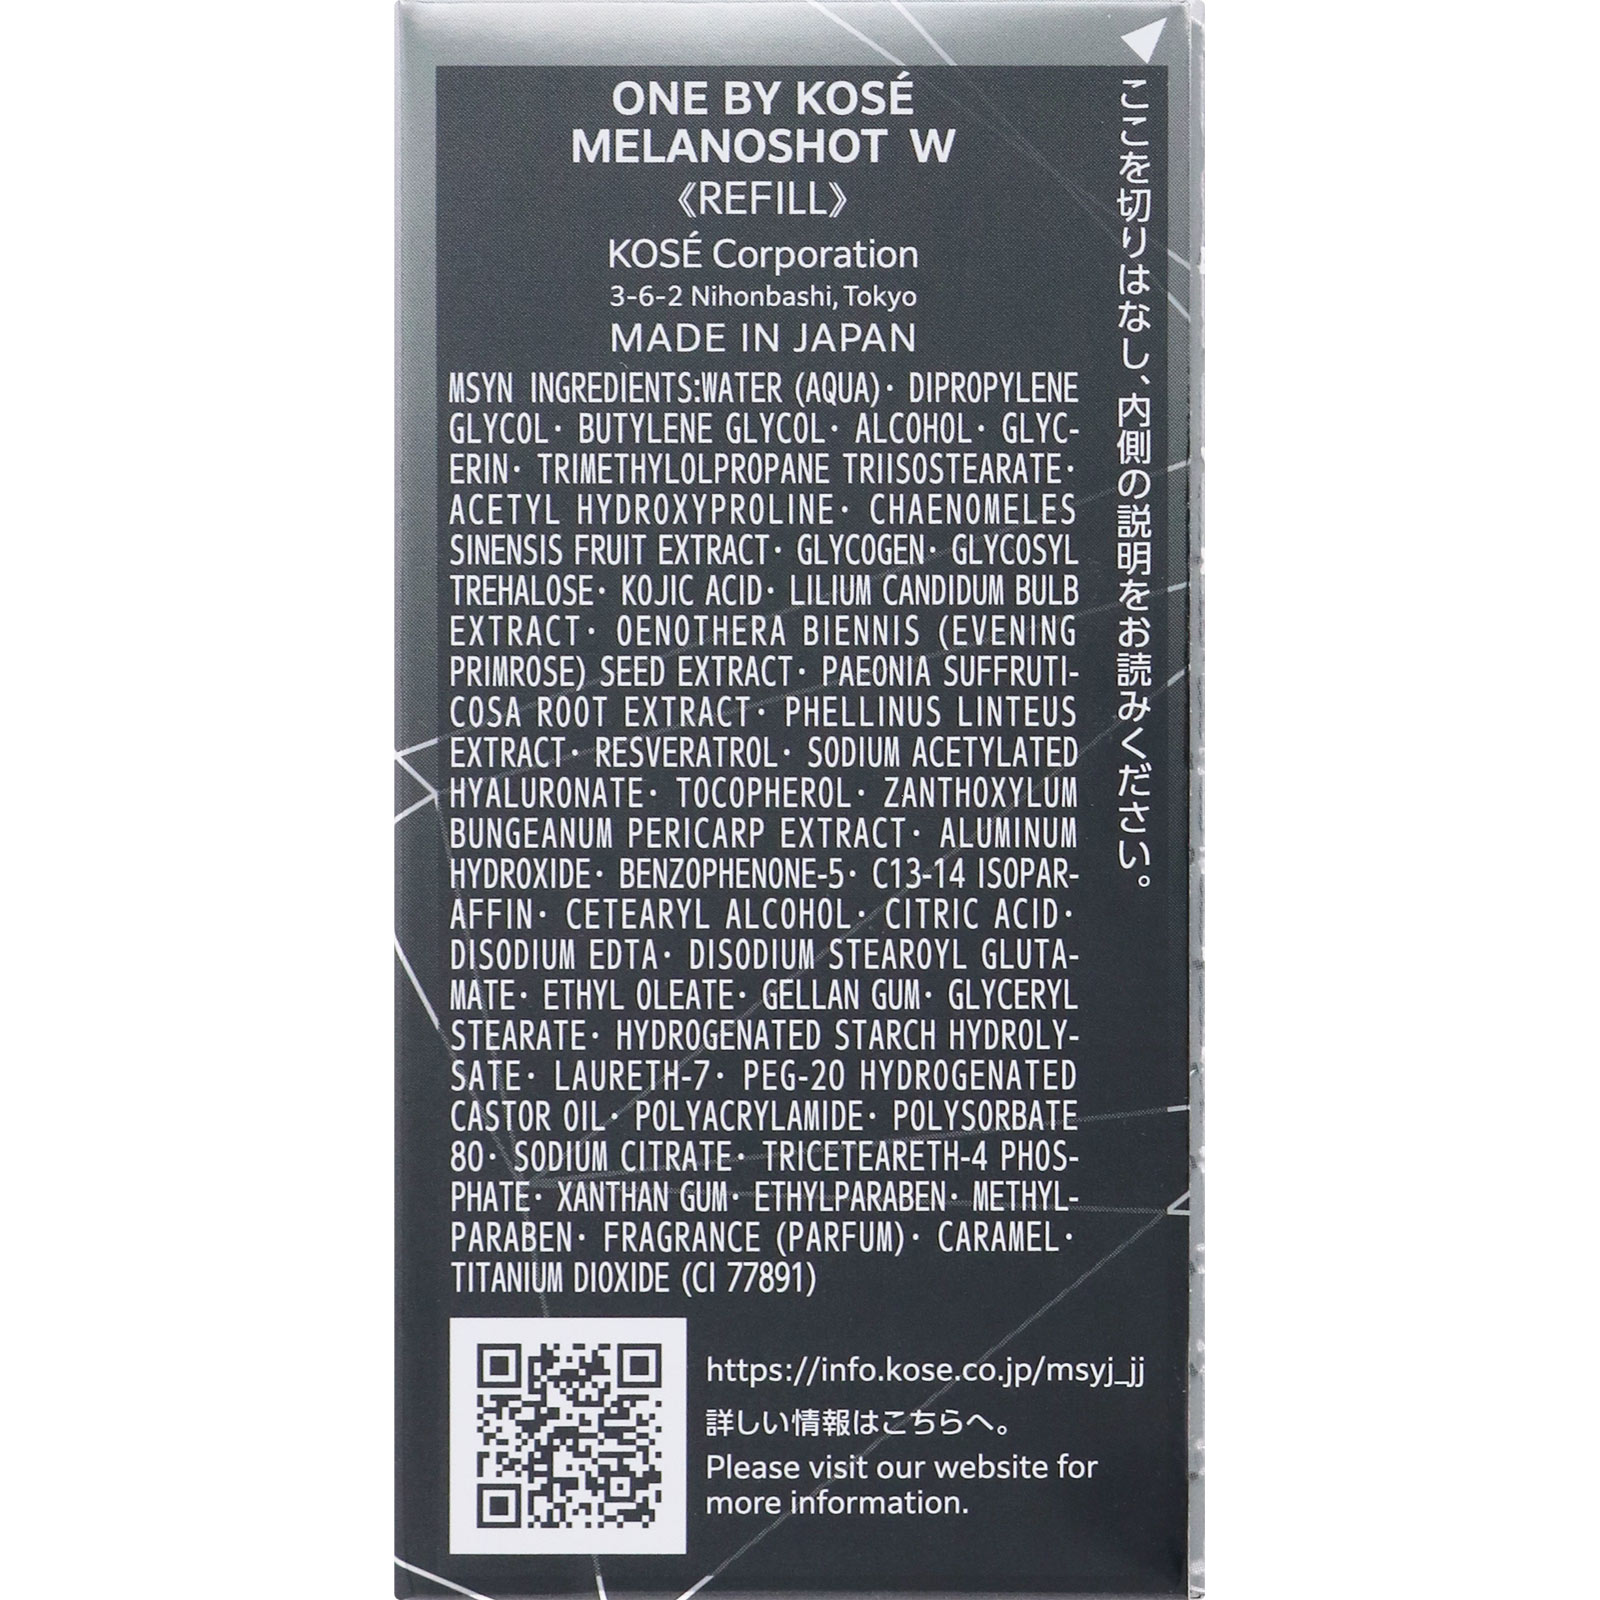 ONE BY KOSÉ
MELANOSHOT W
《REFILL》
KOSÉ Corporation
3-6-2 Nihonbashi, Tokyo
MADE IN JAPAN
MSYN INGREDIENTS:WATER (AQUA)· DIPROPYLENE
GLYCOL· BUTYLENE GLYCOL· ALCOHOL· GLYC-
ERIN· TRIMETHYLOLPROPANE TRIISOSTEARATE·
ACETYL HYDROXYPROLINE· CHAENOMELES
SINENSIS FRUIT EXTRACT· GLYCOGEN· GLYCOSYL
TREHALOSE· KOJIC ACID· LILIUM CANDIDUM BULB
EXTRACT· OENOTHERA BIENNIS (EVENING
PRIMROSE) SEED EXTRACT· PAEONIA SUFFRUTI-
COSA ROOT EXTRACT· PHELLINUS LINTEUS
EXTRACT· RESVERATROL· SODIUM ACETYLATED
HYALURONATE· TOCOPHEROL· ZANTHOXYLUM
BUNGEANUM PERICARP EXTRACT· ALUMINUM
HYDROXIDE· BENZOPHENONE-5· C13-14 ISOPAR-
AFFIN· CETEARYL ALCOHOL· CITRIC ACID·
DISODIUM EDTA· DISODIUM STEAROYL GLUTA-
MATE· ETHYL OLEATE· GELLAN GUM· GLYCERYL
STEARATE· HYDROGENATED STARCH HYDROLY-
SATE· LAURETH-7· PEG-20 HYDROGENATED
CASTOR OIL· POLYACRYLAMIDE· POLYSORBATE
80· SODIUM CITRATE· TRICETEARETH-4 PHOS-
PHATE· XANTHAN GUM· ETHYLPARABEN· METHYL-
PARABEN· FRAGRANCE (PARFUM)· CARAMEL·
TITANIUM DIOXIDE (CI 77891)
https://info.kose.co.jp/msyj_jj
詳しい情報はこちらへ。
Please visit our website for
more information.
ここを切りはなし、内側の説明をお読みください。